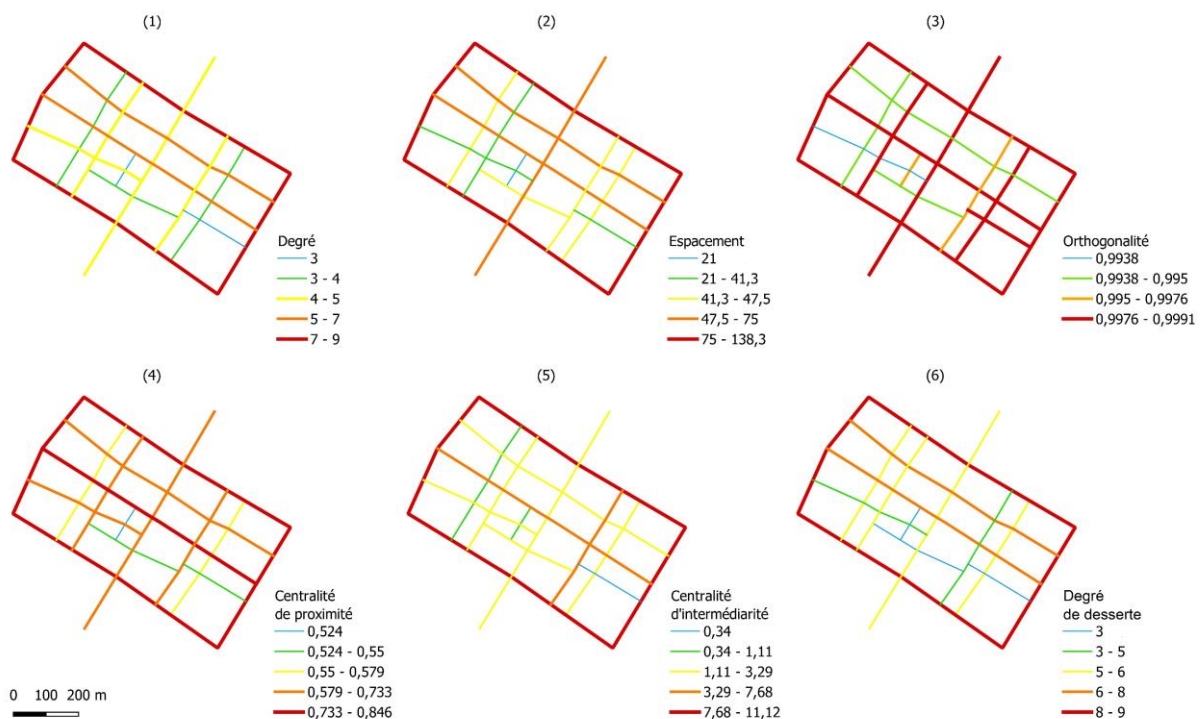 (1)
(2)
(3)
Degré
3
3 - 4
4 - 5
5 - 7
7 - 9
Espacement
21
21 - 41,3
41,3 - 47,5
47,5 - 75
75 - 138,3
Orthogonalité
0,9938
0,9938 - 0,995
0,995 - 0,9976
0,9976 - 0,9991
(4)
(5)
(6)
Centralité
de proximité
0,524
0,524 - 0,55
0,55 - 0,579
0,579 - 0,733
0,733 - 0,846
Centralité
d'intermédiarité
0,34
0,34 - 1,11
1,11 - 3,29
3,29 - 7,68
7,68 - 11,12
Degré
de desserte
3
3 - 5
5 - 6
6 - 8
8 - 9
0 100 200 m